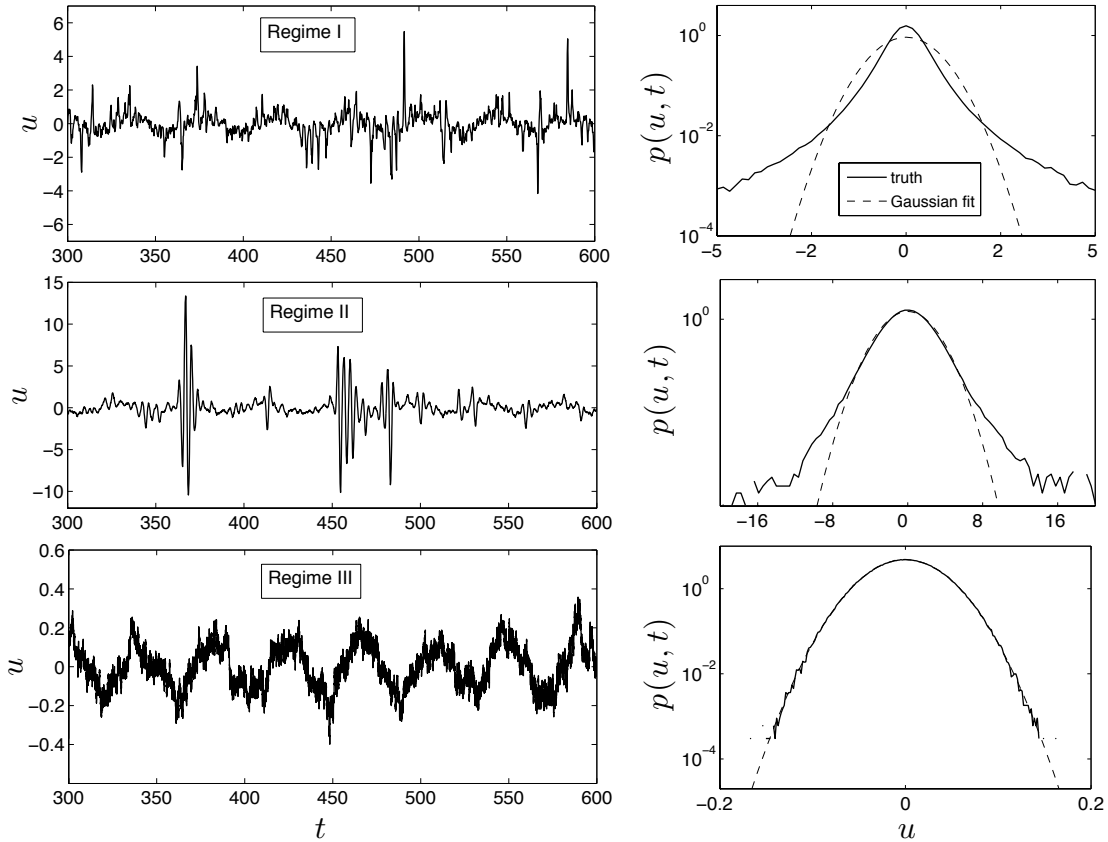 Regime I
u
6
4
2
0
−2
−4
−6
300 350 400 450 500 550 600
p(u, t)
10^0
10^−2
10^−4
truth
Gaussian fit
−5 −2 0 2 5
Regime II
u
15
10
5
0
−5
−10
300 350 400 450 500 550 600
p(u, t)
10^0
−16 −8 0 8 16
Regime III
u
0.6
0.4
0.2
0
−0.2
−0.4
300 350 400 450 500 550 600
t
p(u, t)
10^0
10^−2
10^−4
−0.2 0 0.2
u